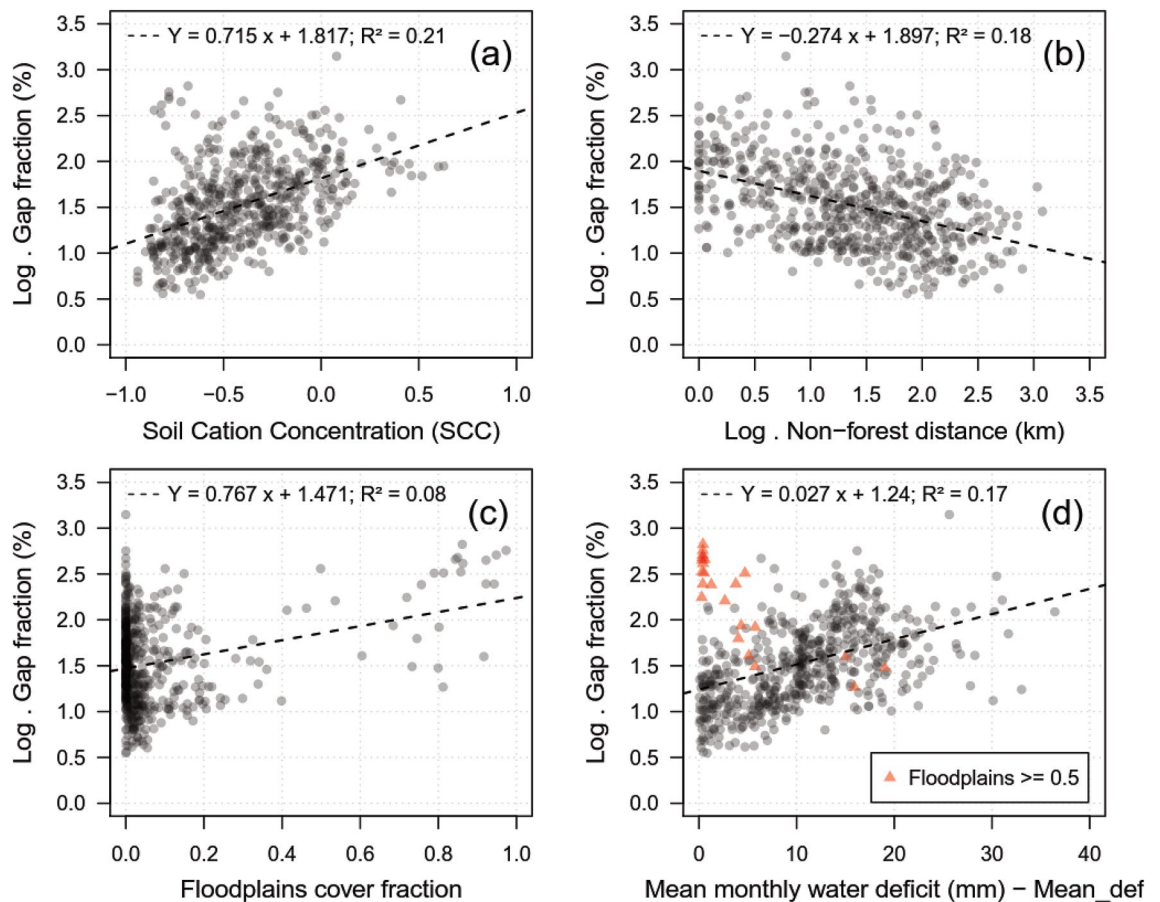 Y = 0.715 x + 1.817; R² = 0.21
(a)
Log . Gap fraction (%)
3.5
3.0
2.5
2.0
1.5
1.0
0.5
0.0
−1.0 −0.5 0.0 0.5 1.0
Soil Cation Concentration (SCC)
Y = −0.274 x + 1.897; R² = 0.18
(b)
Log . Gap fraction (%)
3.5
3.0
2.5
2.0
1.5
1.0
0.5
0.0
0.0 0.5 1.0 1.5 2.0 2.5 3.0 3.5
Log . Non−forest distance (km)
Y = 0.767 x + 1.471; R² = 0.08
(c)
Log . Gap fraction (%)
3.5
3.0
2.5
2.0
1.5
1.0
0.5
0.0
0.0 0.2 0.4 0.6 0.8 1.0
Floodplains cover fraction
Y = 0.027 x + 1.24; R² = 0.17
(d)
Log . Gap fraction (%)
3.5
3.0
2.5
2.0
1.5
1.0
0.5
0.0
Floodplains >= 0.5
0 10 20 30 40
Mean monthly water deficit (mm) − Mean_def